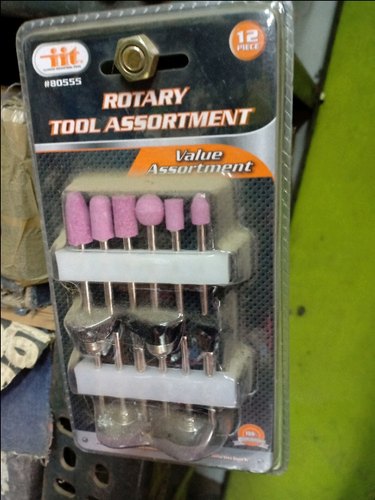 iit
#80555
12
PIECE
ROTARY
TOOL ASSORTMENT
Value
Assortment